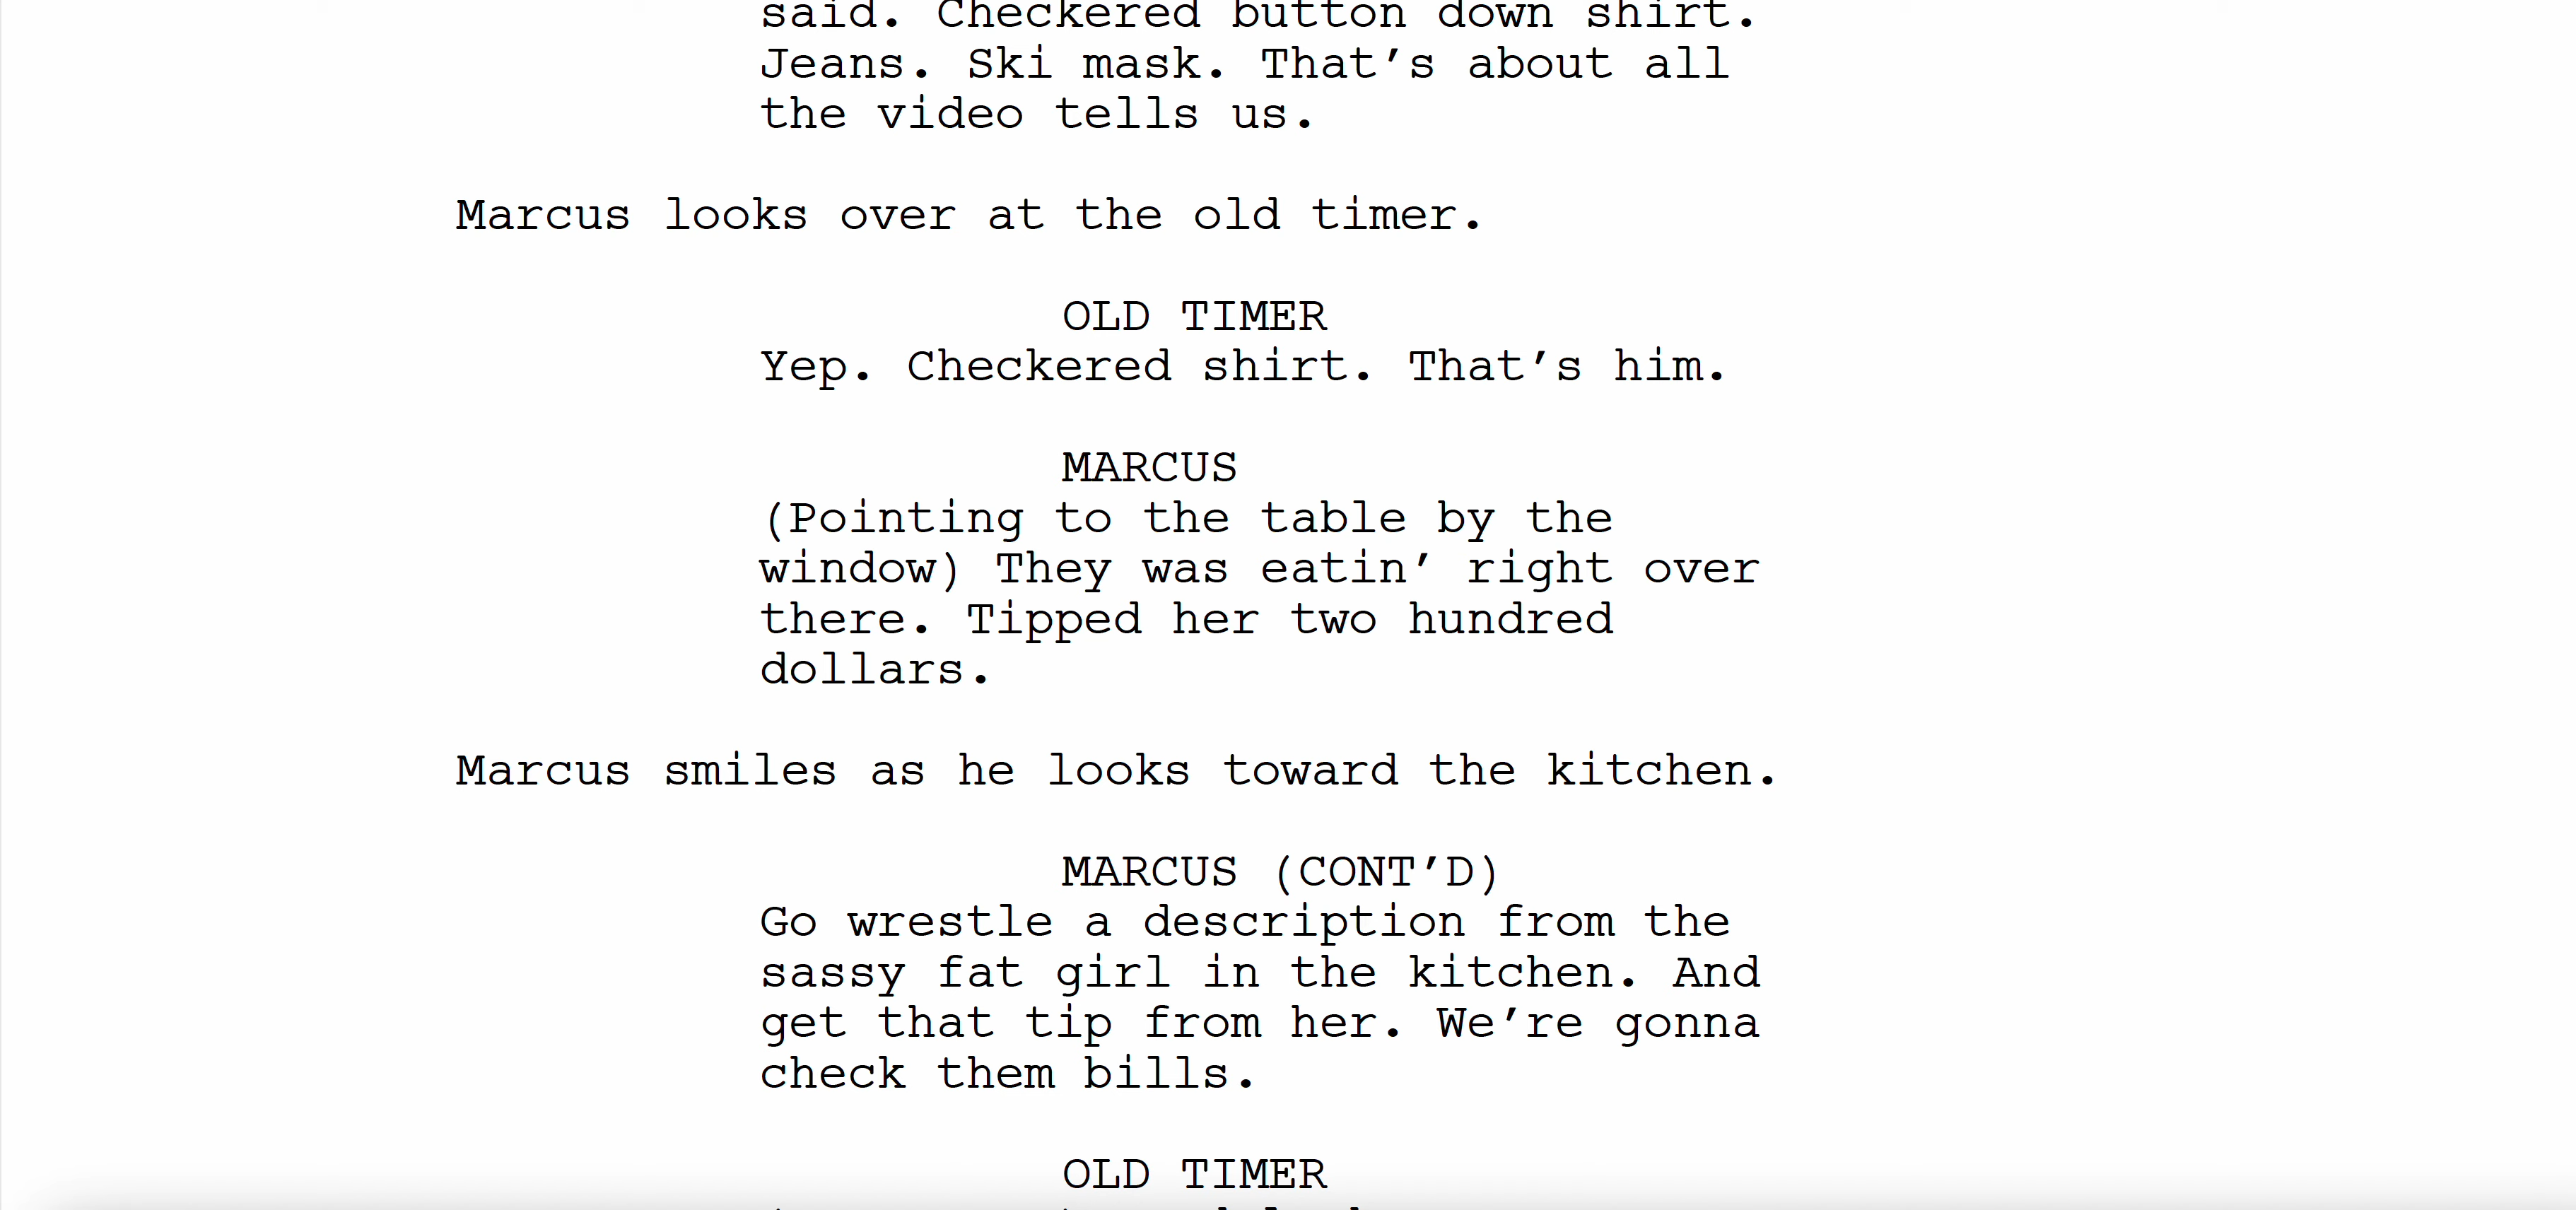 said. Checkered button down shirt.
Jeans. Ski mask. That’s about all
the video tells us.
Marcus looks over at the old timer.
OLD TIMER
Yep. Checkered shirt. That’s him.
MARCUS
(Pointing to the table by the
window) They was eatin’ right over
there. Tipped her two hundred
dollars.
Marcus smiles as he looks toward the kitchen.
MARCUS (CONT’D)
Go wrestle a description from the
sassy fat girl in the kitchen. And
get that tip from her. We’re gonna
check them bills.
OLD TIMER